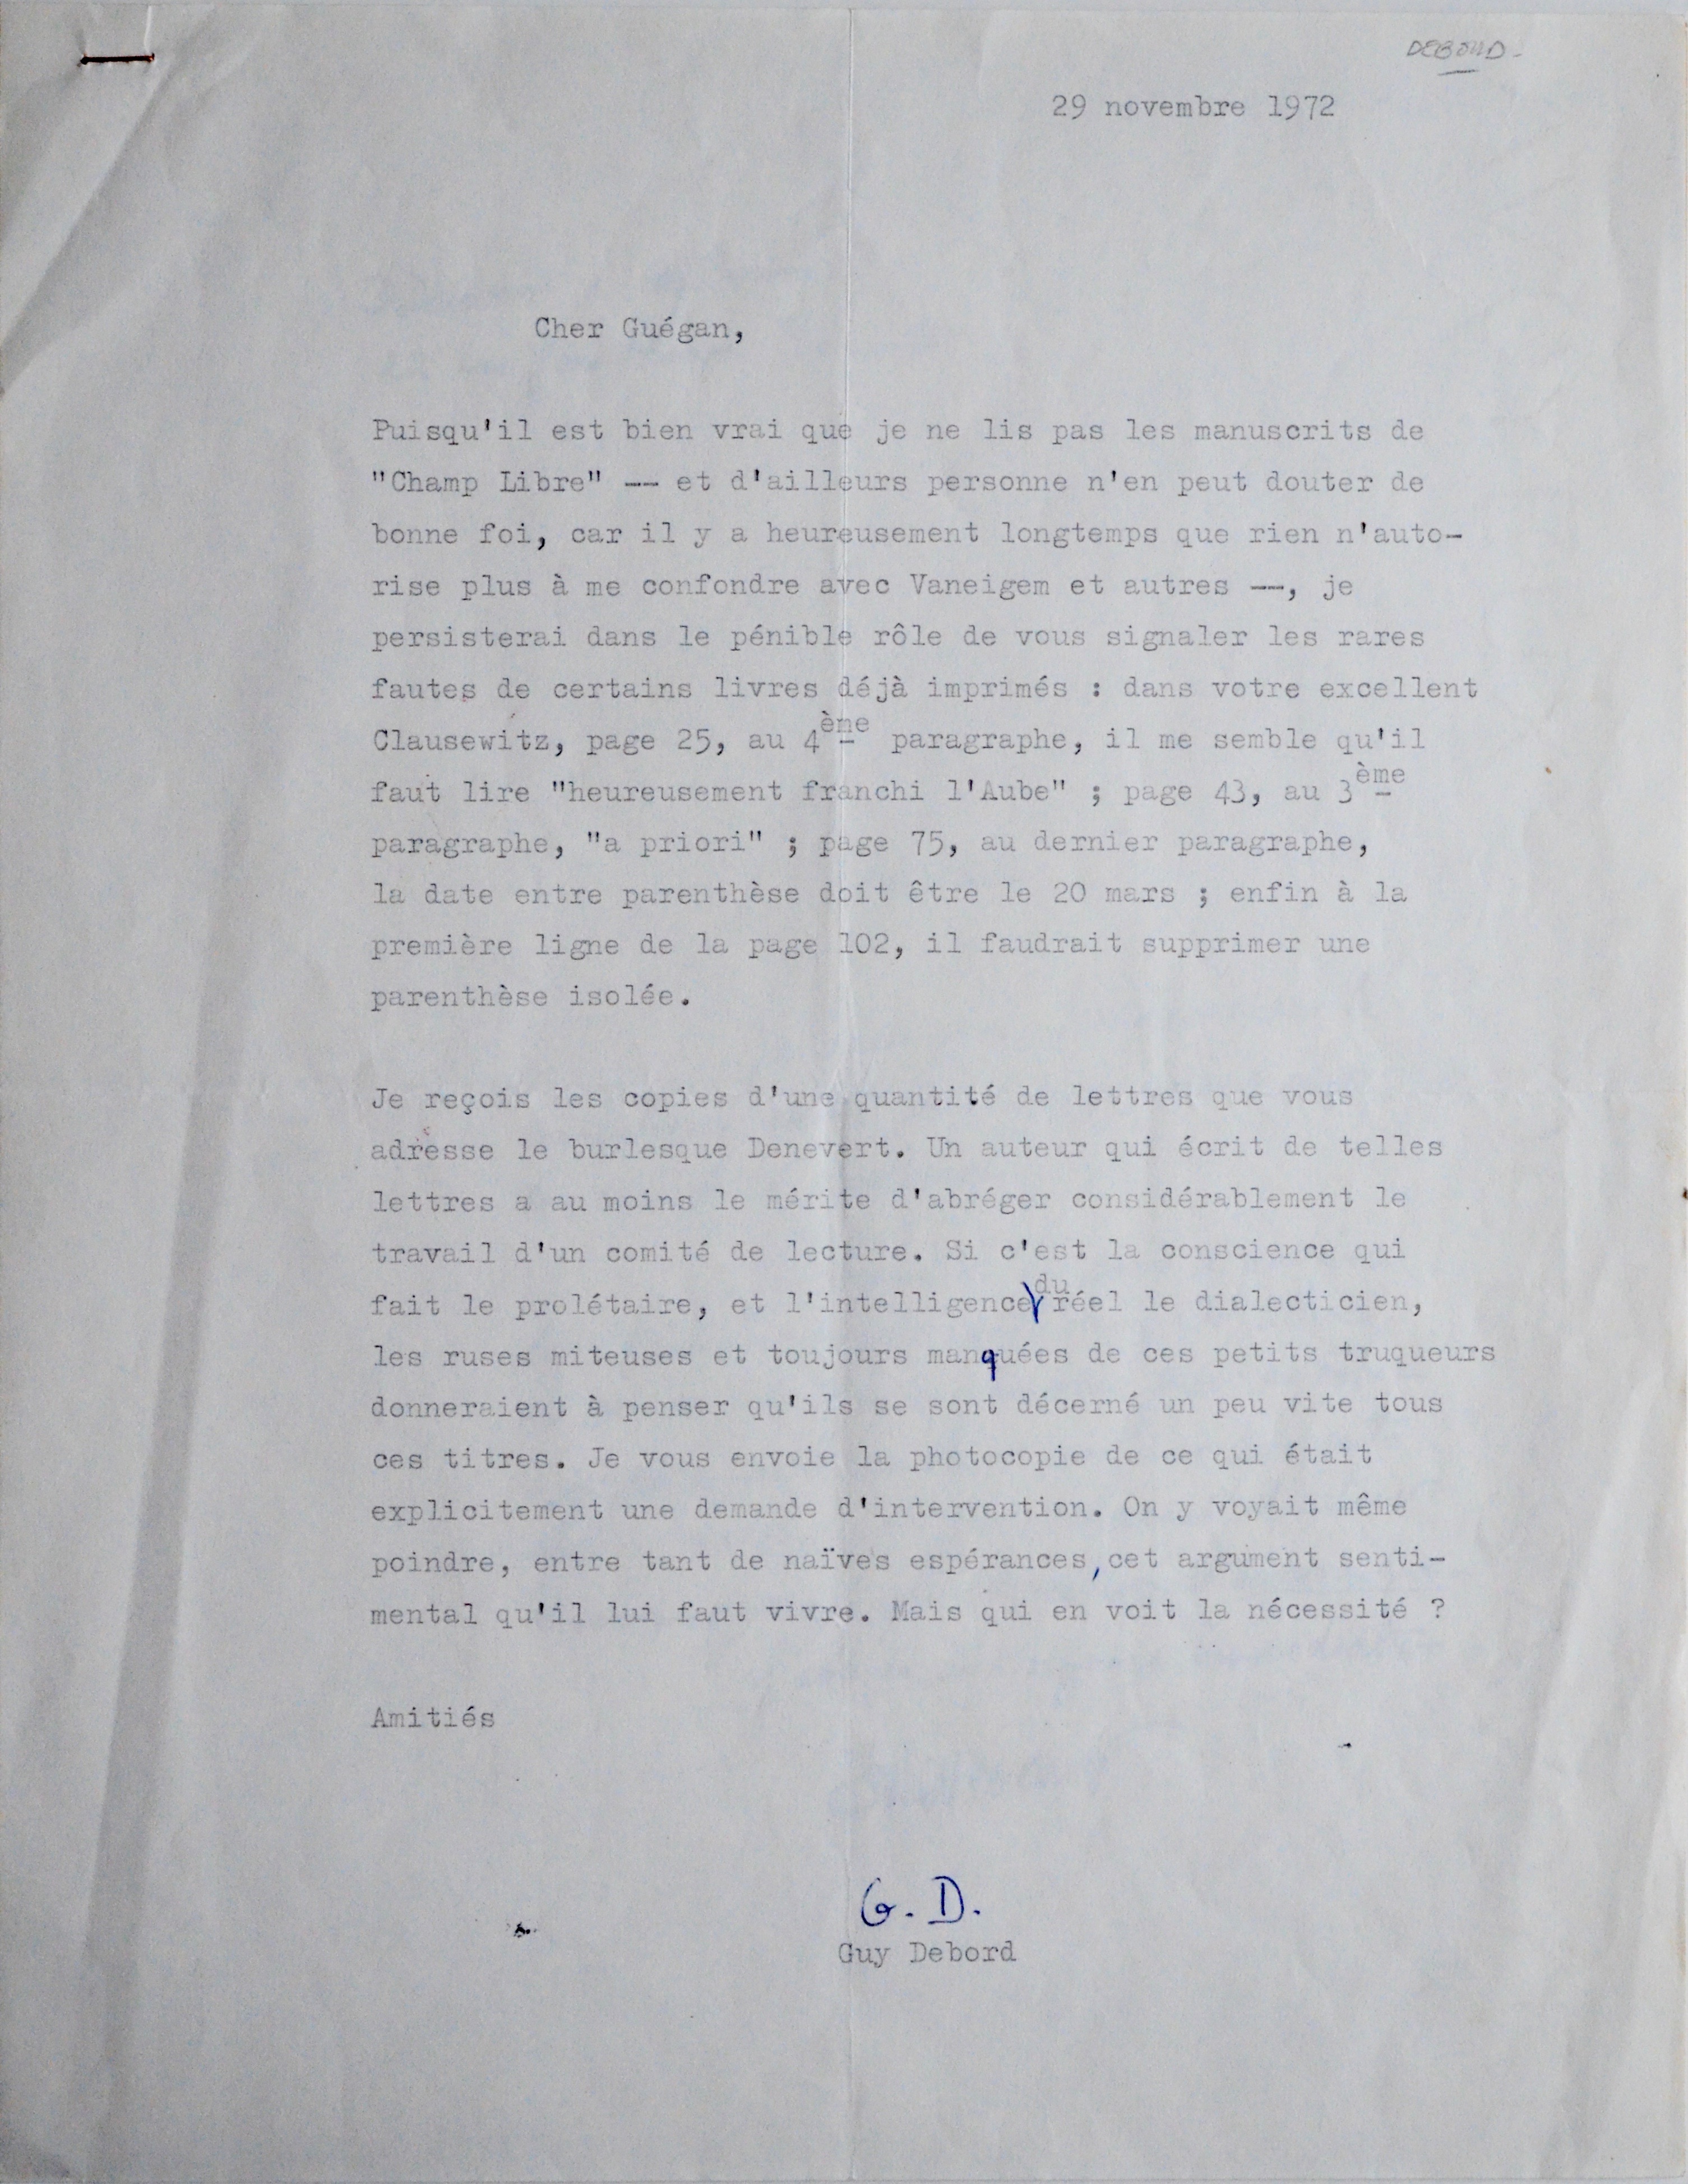 DEBORD -
29 novembre 1972
Cher Guégan,
Puisqu'il est bien vrai que je ne lis pas les manuscrits de
"Champ Libre" -- et d'ailleurs personne n'en peut douter de
bonne foi, car il y a heureusement longtemps que rien n'auto-
rise plus à me confondre avec Vaneigem et autres --, je
persisterai dans le pénible rôle de vous signaler les rares
fautes de certains livres déjà imprimés : dans votre excellent
Clausewitz, page 25, au 4ème paragraphe, il me semble qu'il
faut lire "heureusement franchi l'Aube" ; page 43, au 3ème
paragraphe, "a priori" ; page 75, au dernier paragraphe,
la date entre parenthèse doit être le 20 mars ; enfin à la
première ligne de la page 102, il faudrait supprimer une
parenthèse isolée.
Je reçois les copies d'une quantité de lettres que vous
adresse le burlesque Denevert. Un auteur qui écrit de telles
lettres a au moins le mérite d'abréger considérablement le
travail d'un comité de lecture. Si c'est la conscience qui
fait le prolétaire, et l'intelligence du réel le dialecticien,
les ruses miteuses et toujours manquées de ces petits truqueurs
donneraient à penser qu'ils se sont décerné un peu vite tous
ces titres. Je vous envoie la photocopie de ce qui était
explicitement une demande d'intervention. On y voyait même
poindre, entre tant de naïves espérances, cet argument senti-
mental qu'il lui faut vivre. Mais qui en voit la nécessité ?
Amitiés
G. D.
Guy Debord